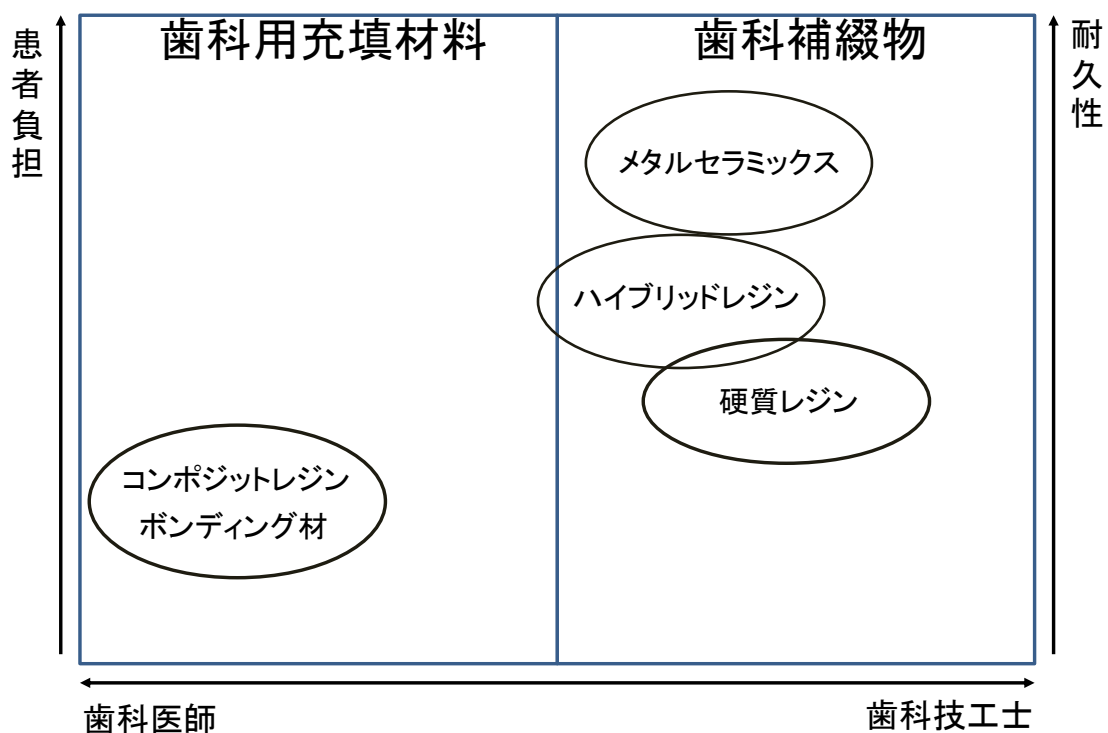 患者負担
歯科用充填材料
歯科補綴物
耐久性
メタルセラミックス
ハイブリッドレジン
硬質レジン
コンポジットレジン
ボンディング材
歯科医師
歯科技工士